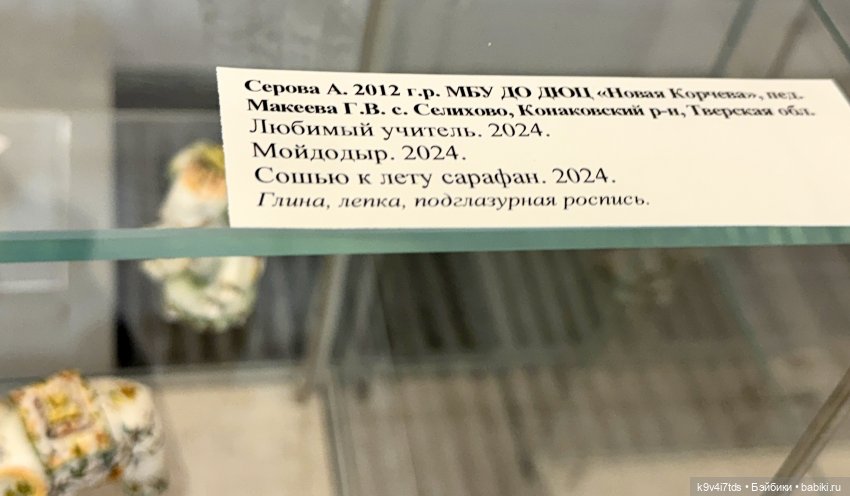 Серова А. 2012 г.р. МБУ ДО ДЮЦ «Новая Корчева», пед.
Макеева Г.В. с. Селихово, Конаковский р-н, Тверская обл.
Любимый учитель. 2024.
Мойдодыр. 2024.
Сошью к лету сарафан. 2024.
Глина, лепка, подглазурная роспись.
k9v4i7tds • Бэйбики • babiki.ru